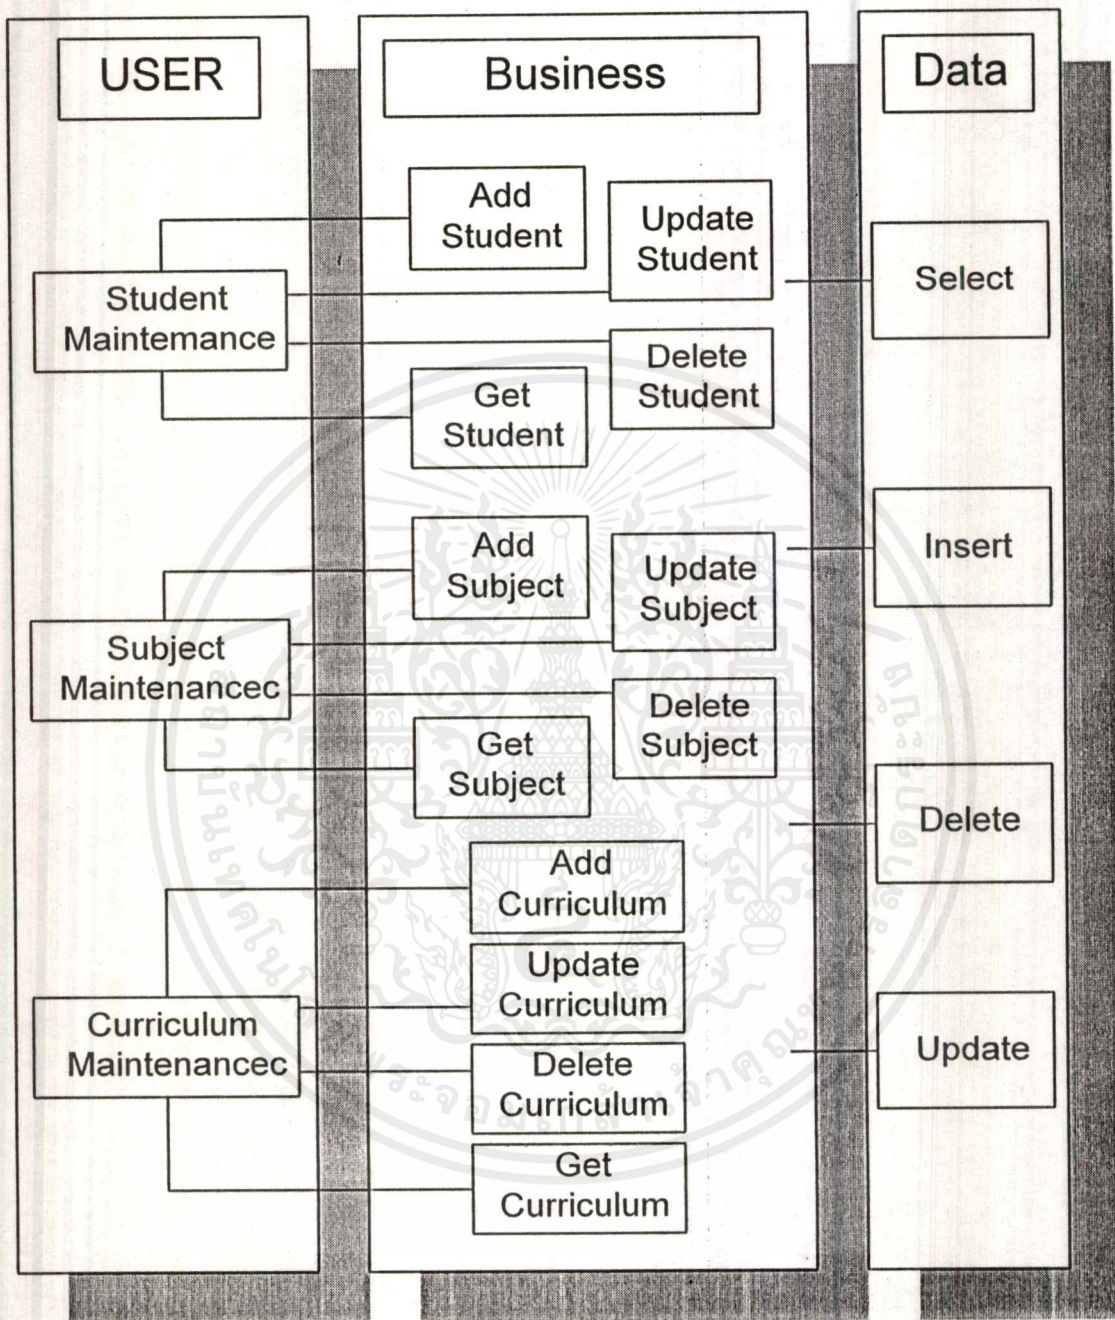 USER
Business
Data
Add
Student
Update
Student
Student
Maintemance
Delete
Student
Get
Student
Select
Add
Subject
Update
Subject
Subject
Maintenancec
Delete
Subject
Get
Subject
Insert
Delete
Add
Curriculum
Update
Curriculum
Curriculum
Maintenancec
Delete
Curriculum
Get
Curriculum
Update